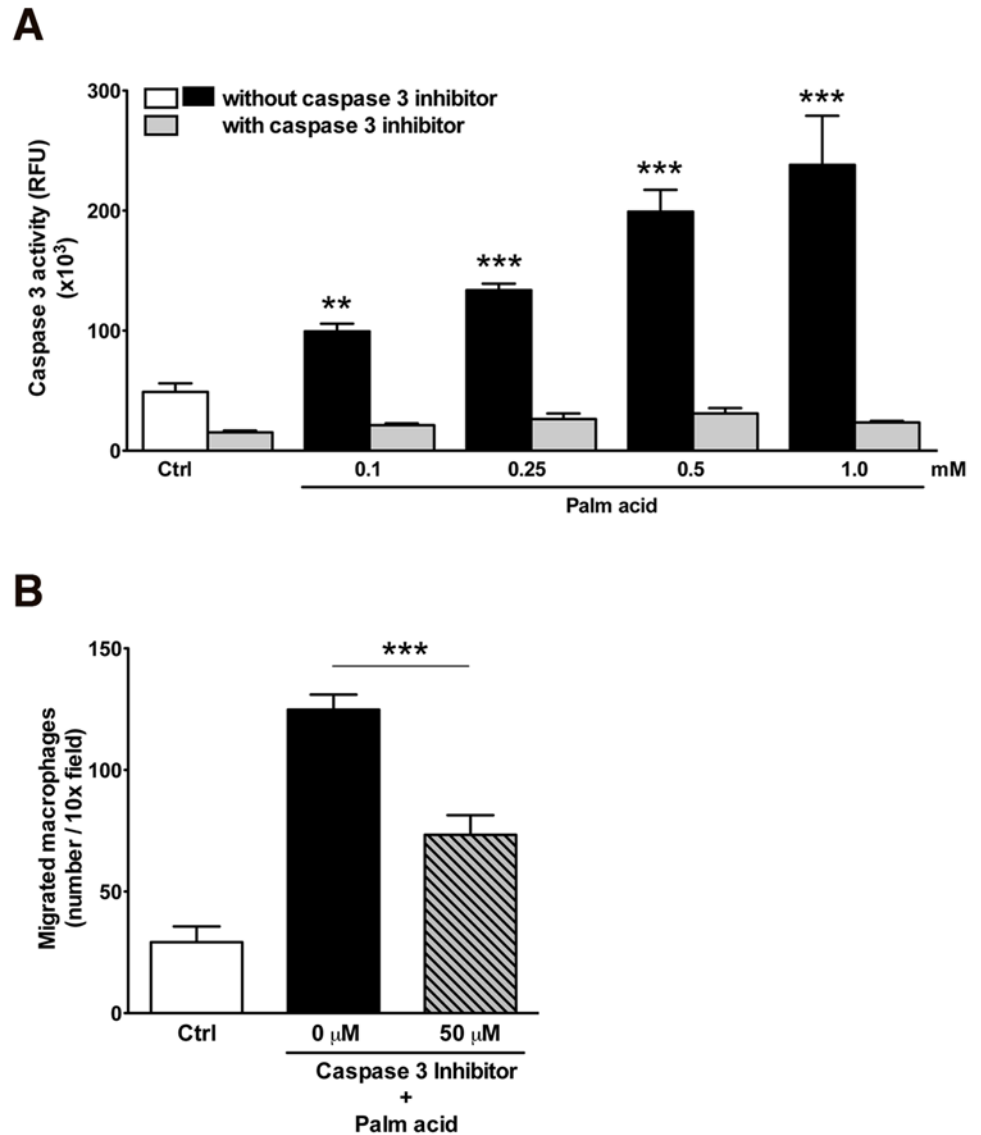 A
300
200
100
0
Caspase 3 activity (RFU)
(x10³)
without caspase 3 inhibitor
with caspase 3 inhibitor
**
***
***
***
Ctrl 0.1 0.25 0.5 1.0 mM
Palm acid
B
150
100
50
0
Migrated macrophages
(number / 10x field)
***
Ctrl 0 μM 50 μM
Caspase 3 Inhibitor
+
Palm acid